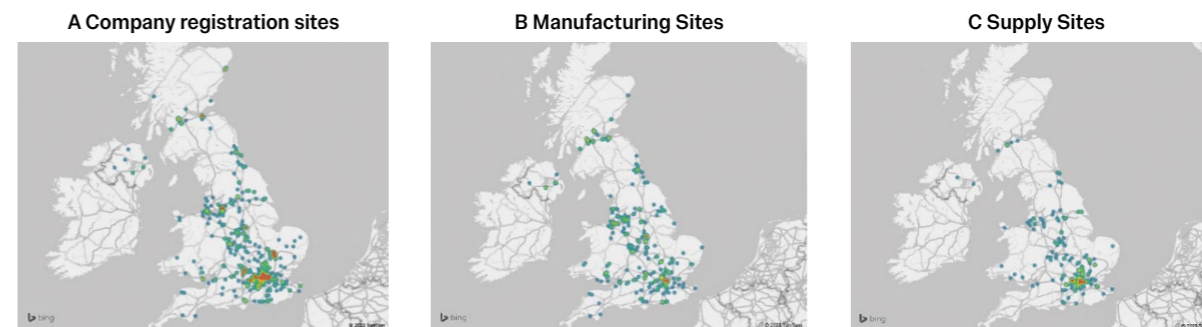 A Company registration sites
B Manufacturing Sites
C Supply Sites
bing
bing
bing